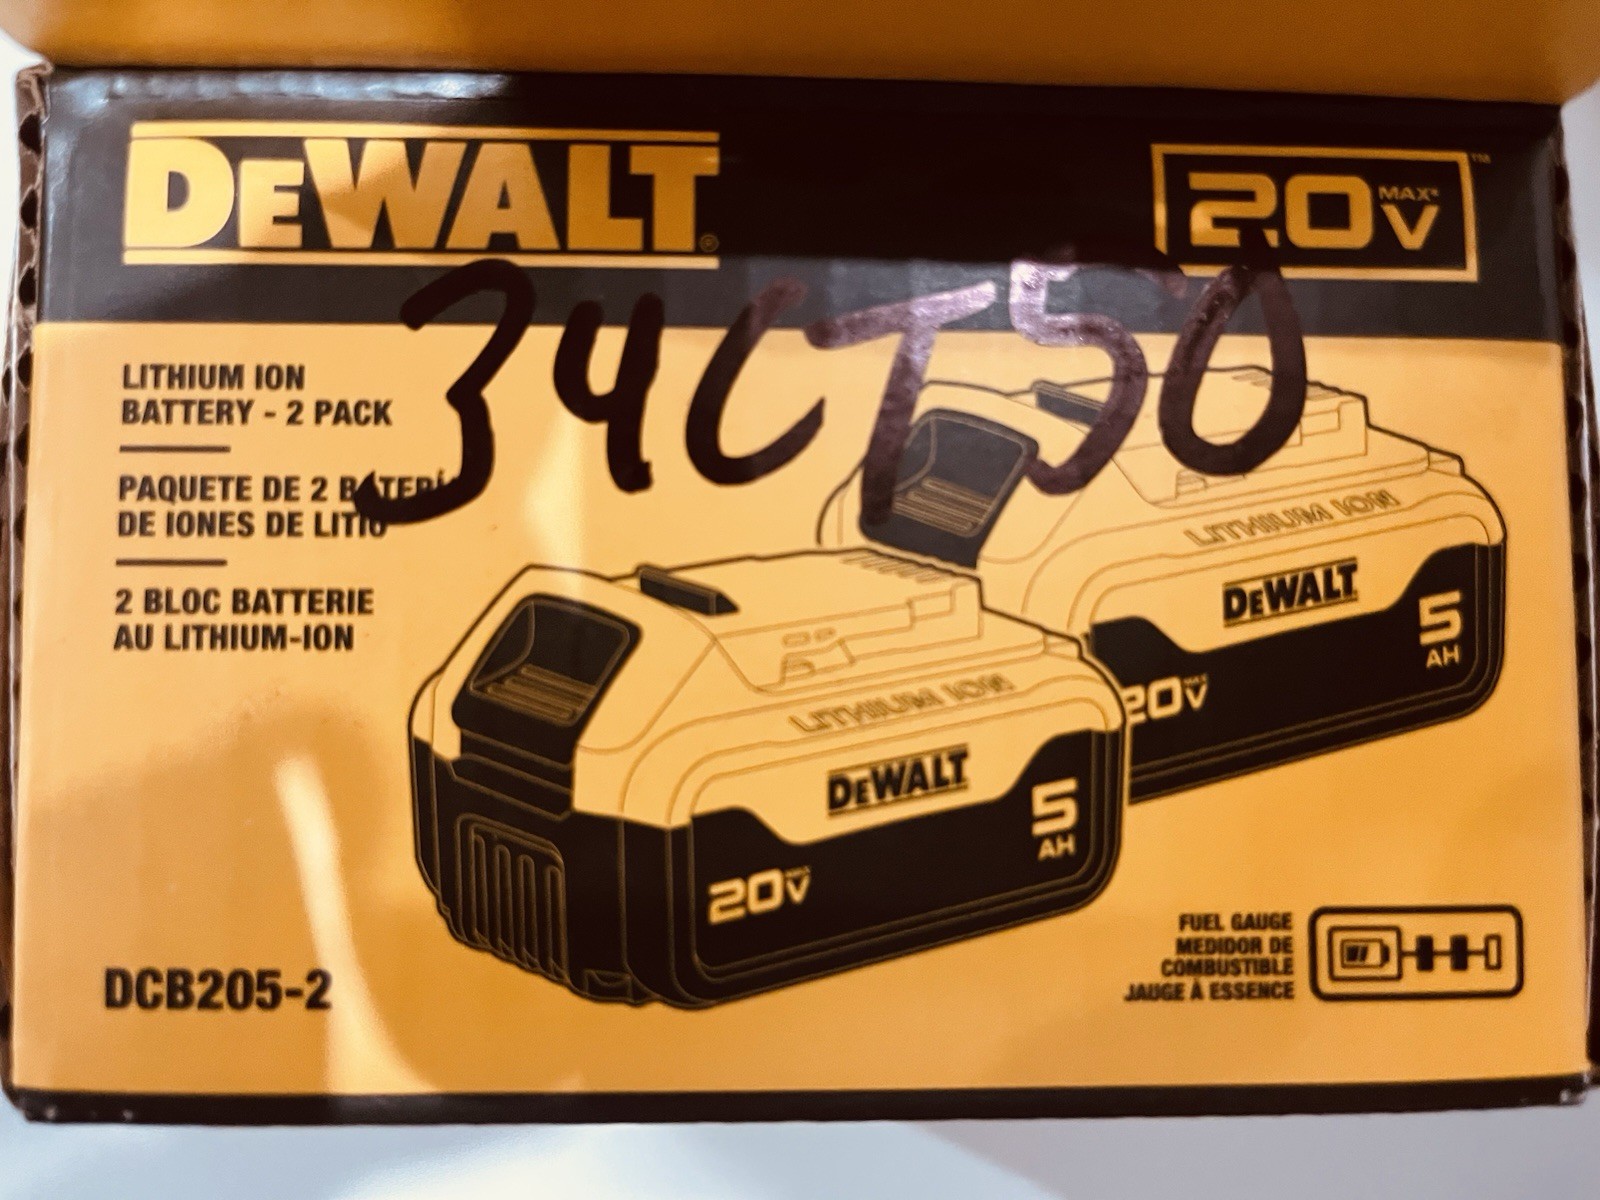 DEWALT®
20V MAX* ™
34CT50
LITHIUM ION
BATTERY - 2 PACK
PAQUETE DE 2 BATERÍAS
DE IONES DE LITIO
2 BLOC BATTERIE
AU LITHIUM-ION
LITHIUM ION
DEWALT
5
AH
20V MAX
LITHIUM ION
DEWALT
5
AH
20V MAX
DCB205-2
FUEL GAUGE
MEDIDOR DE
COMBUSTIBLE
JAUGE À ESSENCE